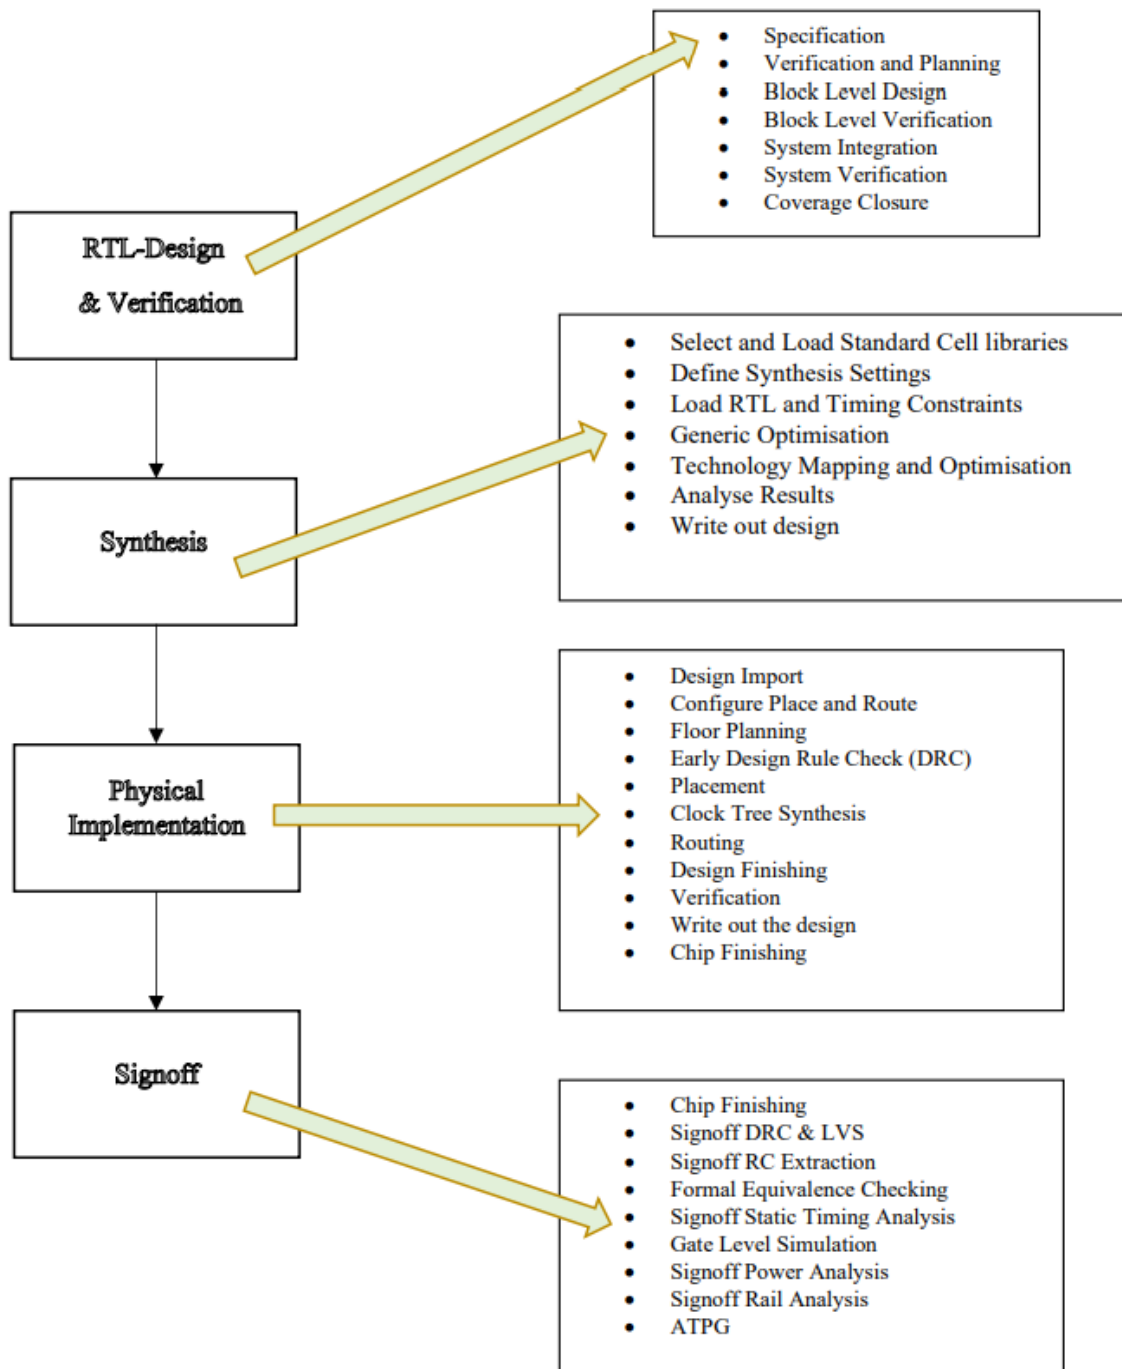 RTL-Design
& Verification
• Specification
• Verification and Planning
• Block Level Design
• Block Level Verification
• System Integration
• System Verification
• Coverage Closure
Synthesis
• Select and Load Standard Cell libraries
• Define Synthesis Settings
• Load RTL and Timing Constraints
• Generic Optimisation
• Technology Mapping and Optimisation
• Analyse Results
• Write out design
Physical
Implementation
• Design Import
• Configure Place and Route
• Floor Planning
• Early Design Rule Check (DRC)
• Placement
• Clock Tree Synthesis
• Routing
• Design Finishing
• Verification
• Write out the design
• Chip Finishing
Signoff
• Chip Finishing
• Signoff DRC & LVS
• Signoff RC Extraction
• Formal Equivalence Checking
• Signoff Static Timing Analysis
• Gate Level Simulation
• Signoff Power Analysis
• Signoff Rail Analysis
• ATPG